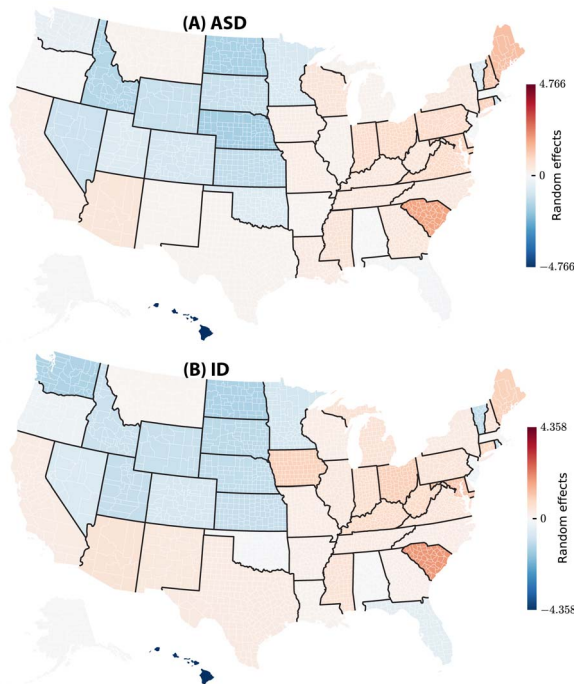 (A) ASD
4.766
0
−4.766
Random effects
(B) ID
4.358
0
−4.358
Random effects